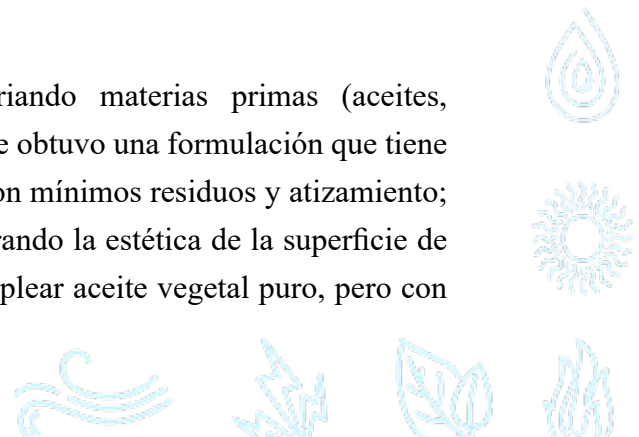 riando materias primas (aceites,
e obtuvo una formulación que tiene
on mínimos residuos y atizamiento;
rando la estética de la superficie de
plear aceite vegetal puro, pero con